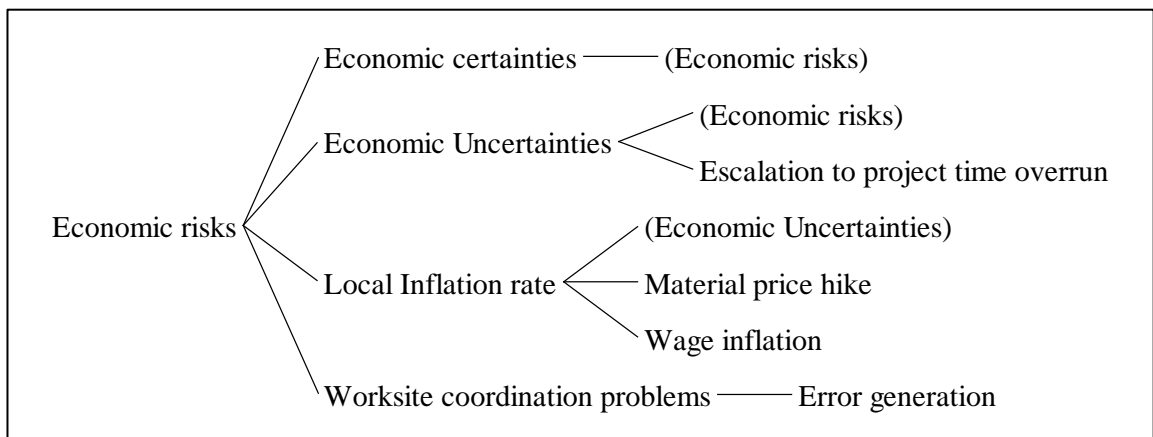 Economic certainties
(Economic risks)
(Economic risks)
Economic Uncertainties
Escalation to project time overrun
Economic risks
(Economic Uncertainties)
Local Inflation rate
Material price hike
Wage inflation
Worksite coordination problems
Error generation